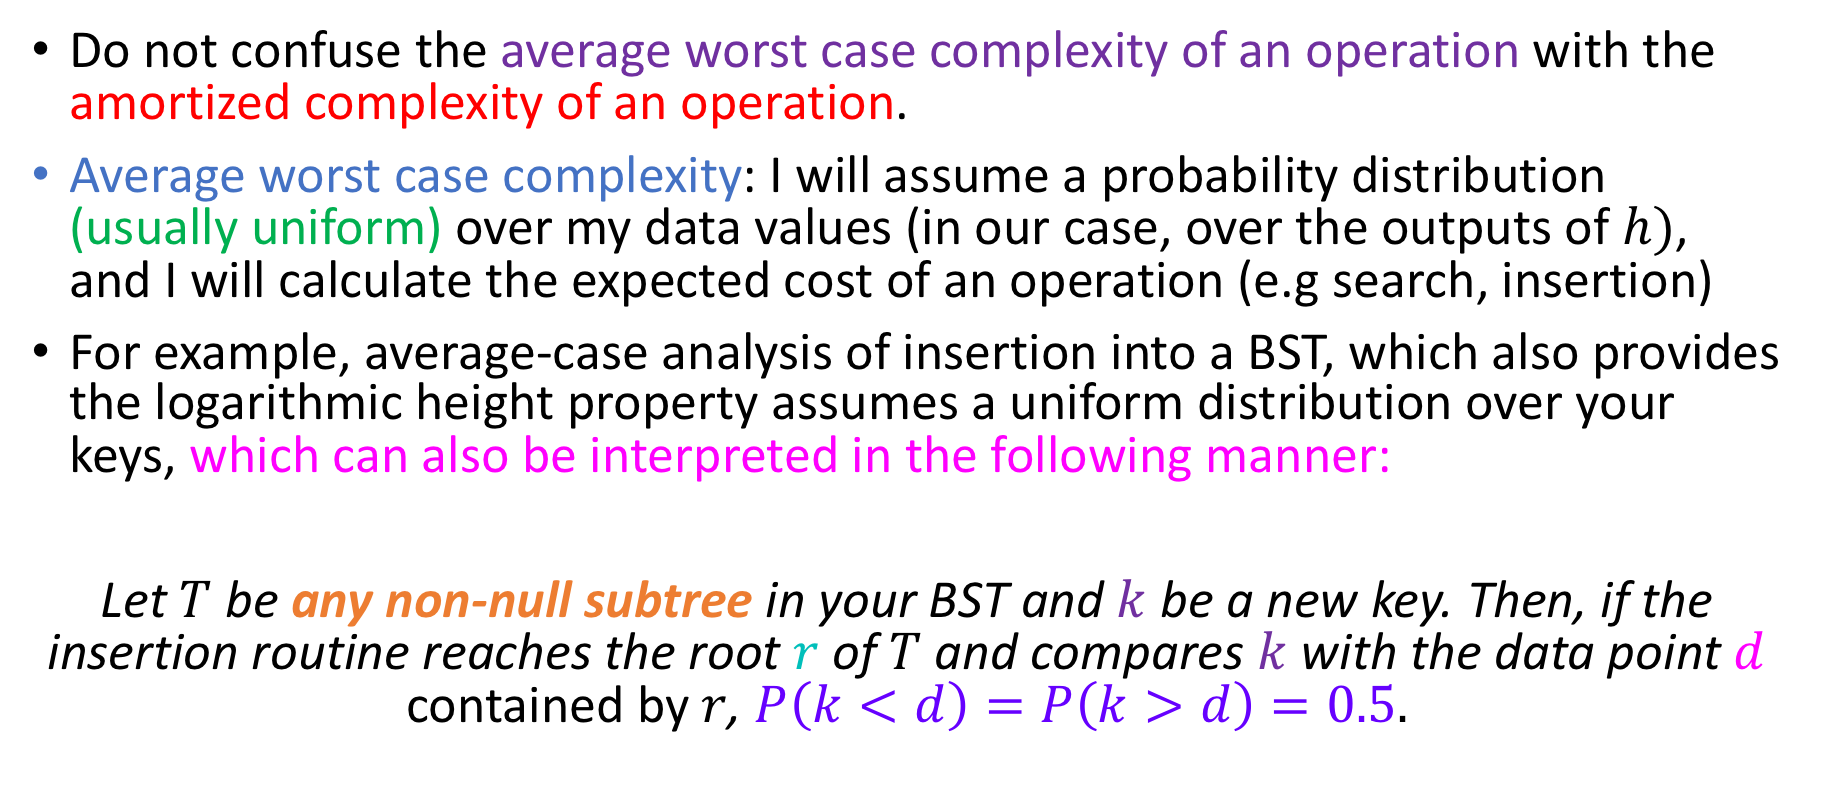 • Do not confuse the average worst case complexity of an operation with the
amortized complexity of an operation.
• Average worst case complexity: I will assume a probability distribution
(usually uniform) over my data values (in our case, over the outputs of ℎ),
and I will calculate the expected cost of an operation (e.g search, insertion)
• For example, average-case analysis of insertion into a BST, which also provides
the logarithmic height property assumes a uniform distribution over your
keys, which can also be interpreted in the following manner:
Let 𝑇 be any non-null subtree in your BST and 𝑘 be a new key. Then, if the
insertion routine reaches the root 𝑟 of 𝑇 and compares 𝑘 with the data point 𝑑
contained by 𝑟, 𝑃(𝑘 < 𝑑) = 𝑃(𝑘 > 𝑑) = 0.5.